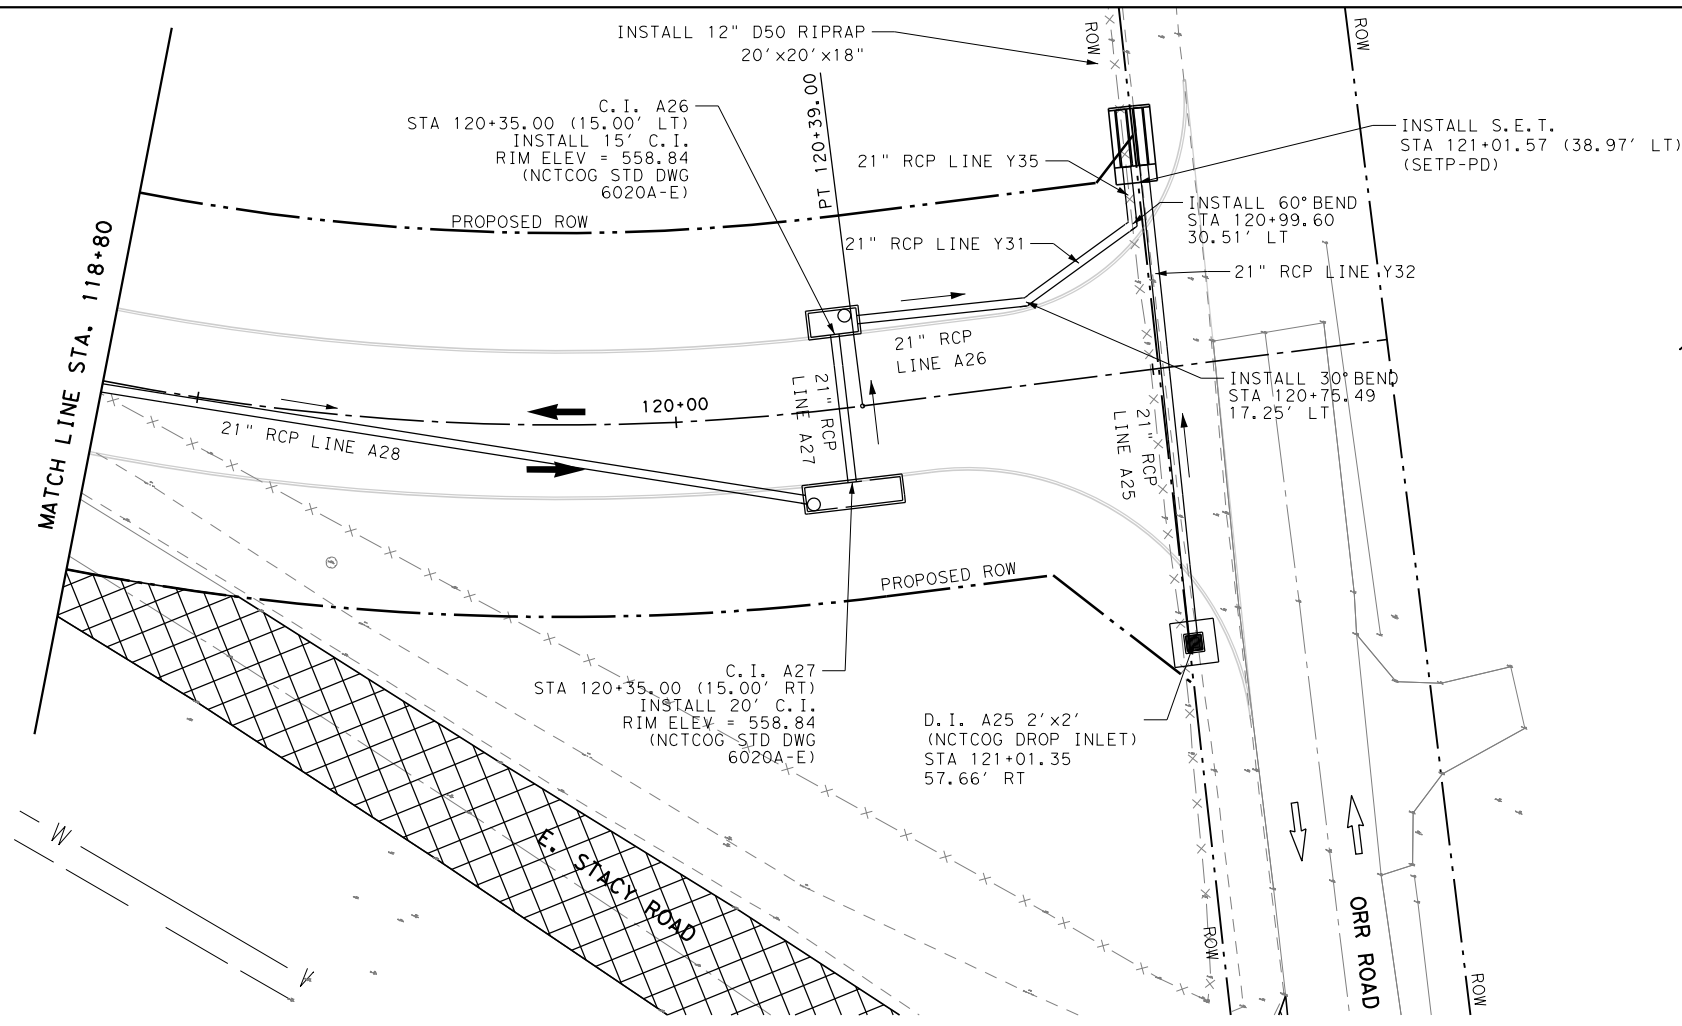 INSTALL 12" D50 RIPRAP
20'x20'x18"
ROW
ROW
C.I. A26
STA 120+35.00 (15.00' LT)
INSTALL 15' C.I.
RIM ELEV = 558.84
(NCTCOG STD DWG
6020A-E)
PT 120+39.00
21" RCP LINE Y35
INSTALL S.E.T.
STA 121+01.57 (38.97' LT)
(SETP-PD)
PROPOSED ROW
INSTALL 60° BEND
STA 120+99.60
30.51' LT
21" RCP LINE Y31
21" RCP LINE Y32
MATCH LINE STA. 118+80
21" RCP
LINE A26
INSTALL 30° BEND
STA 120+75.49
17.25' LT
120+00
21" RCP
LINE A27
21" RCP LINE A28
21" RCP
LINE A25
PROPOSED ROW
C.I. A27
STA 120+35.00 (15.00' RT)
INSTALL 20' C.I.
RIM ELEV = 558.84
(NCTCOG STD DWG
6020A-E)
D.I. A25 2'x2'
(NCTCOG DROP INLET)
STA 121+01.35
57.66' RT
W
E. STACY ROAD
ORR ROAD
ROW
ROW